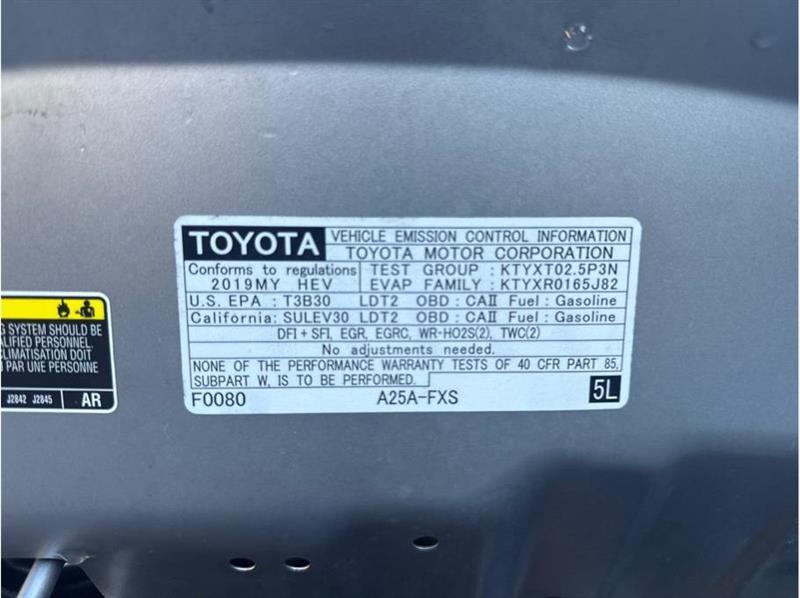 TOYOTA
VEHICLE EMISSION CONTROL INFORMATION
TOYOTA MOTOR CORPORATION
Conforms to regulations
2019MY HEV
TEST GROUP : KTYXT02.5P3N
EVAP FAMILY : KTYXR0165J82
U.S. EPA : T3B30 LDT2 OBD : CAⅡ Fuel : Gasoline
California: SULEV30 LDT2 OBD : CAⅡ Fuel : Gasoline
DFI + SFI, EGR, EGRC, WR-HO2S(2), TWC(2)
No adjustments needed.
NONE OF THE PERFORMANCE WARRANTY TESTS OF 40 CFR PART 85,
SUBPART W, IS TO BE PERFORMED.
F0080 A25A-FXS 5L
G SYSTEM SHOULD BE
ALIFIED PERSONNEL.
CLIMATISATION DOIT
PAR UNE PERSONNE
J2842 J2845 AR